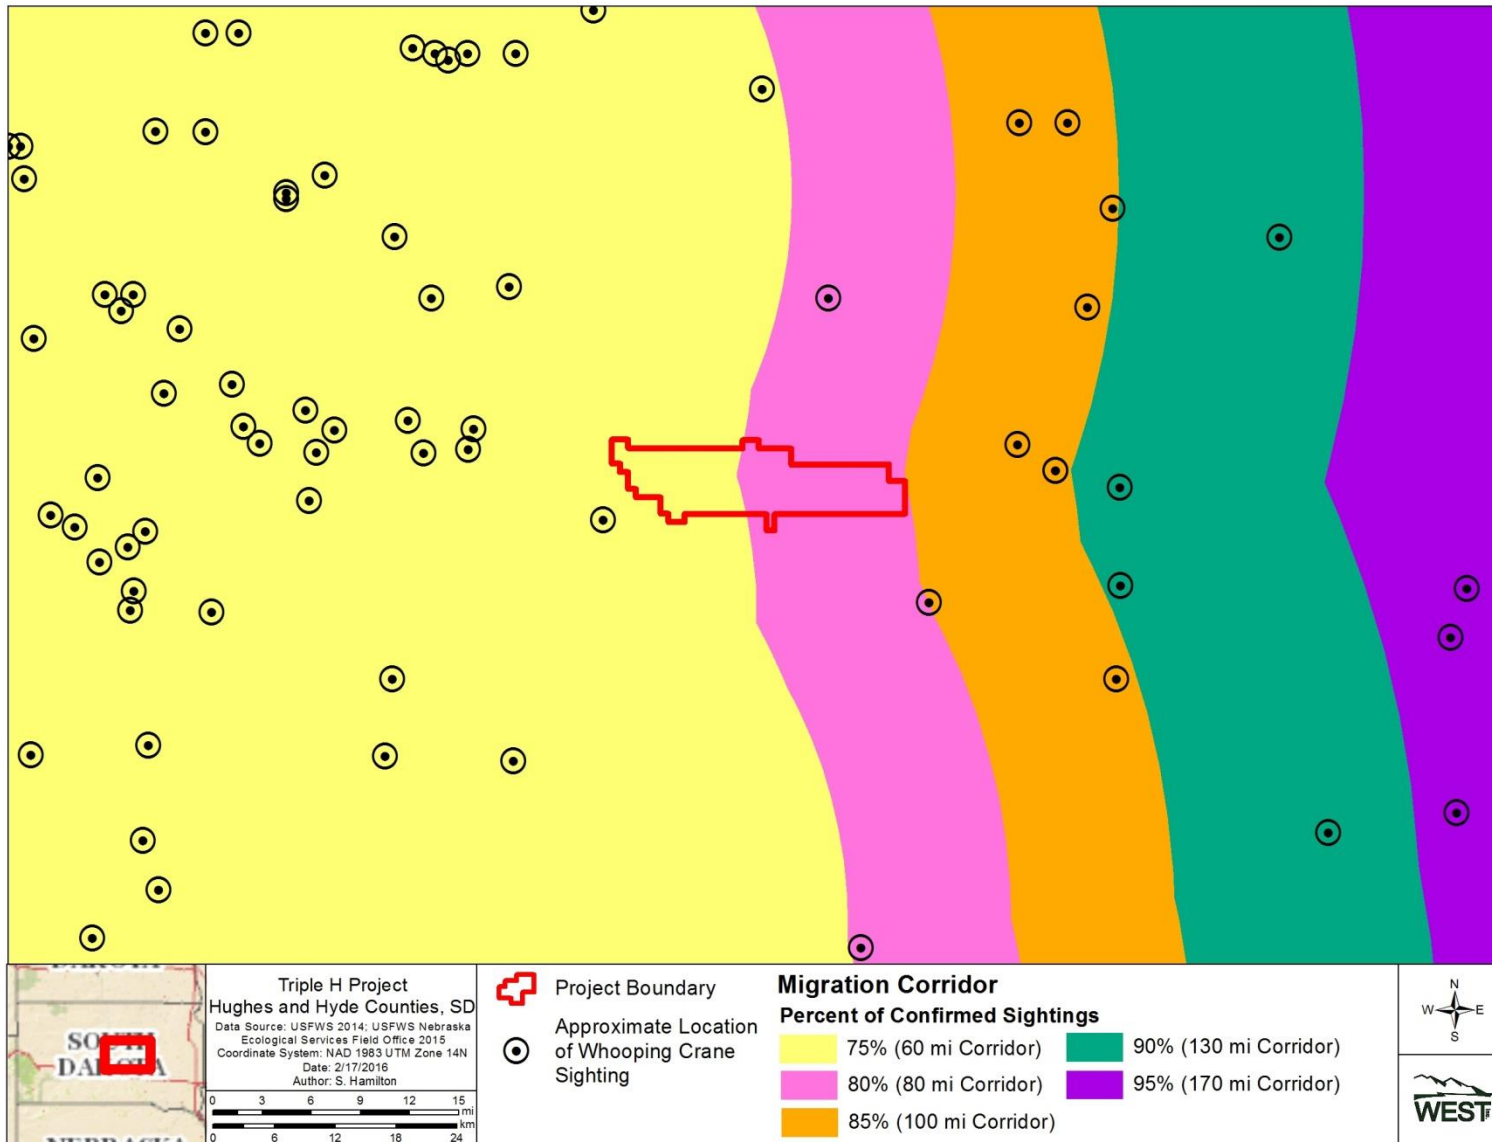 DAKOTA
SOUTH
DAKOTA
NEBRASKA
Triple H Project
Hughes and Hyde Counties, SD
Data Source: USFWS 2014; USFWS Nebraska
Ecological Services Field Office 2015
Coordinate System: NAD 1983 UTM Zone 14N
Date: 2/17/2016
Author: S. Hamilton
0 3 6 9 12 15
mi
km
0 6 12 18 24
Project Boundary
Approximate Location
of Whooping Crane
Sighting
Migration Corridor
Percent of Confirmed Sightings
75% (60 mi Corridor)
80% (80 mi Corridor)
85% (100 mi Corridor)
90% (130 mi Corridor)
95% (170 mi Corridor)
N
W E
S
WEST